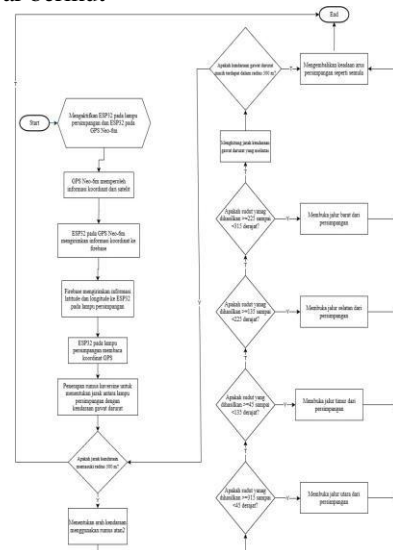 al berikut
Start
Mengaktifkan ESP32 pada lampu
persimpangan dan ESP32 pada
GPS Neo-6m
GPS Neo-6m memperoleh
informasi koordinat dari satelit
ESP32 pada GPS Neo-6m
mengirimkan informasi koordinat ke
firebase
Firebase mengirimkan informasi
latitude dan longitude ke ESP32
pada lampu persimpangan
ESP32 pada lampu
persimpangan membaca
koordinat GPS
Penerapan rumus haversine untuk
menentukan jarak antara lampu
persimpangan dengan
kendaraan gawat darurat
Apakah jarak kendaraan
memasuki radius 100 m?
Y
Menentukan arah kendaraan
menggunakan rumus atan2
Apakah sudut yang
dihasilkan >=315 sampai
<45 derajat?
Y
Membuka jalur utara dari
persimpangan
Apakah sudut yang
dihasilkan >=45 sampai
<135 derajat?
Y
Membuka jalur timur dari
persimpangan
Apakah sudut yang
dihasilkan >=135 sampai
<225 derajat?
Y
Membuka jalur selatan dari
persimpangan
Apakah sudut yang
dihasilkan >=225 sampai
<315 derajat?
Y
Membuka jalur barat dari
persimpangan
Menghitung jarak kendaraan
gawat darurat yang melintas
Apakah kendaraan gawat darurat
masih terdapat dalam radius 100 m?
Y
Mengembalikan keadaan arus
persimpangan seperti semula
End